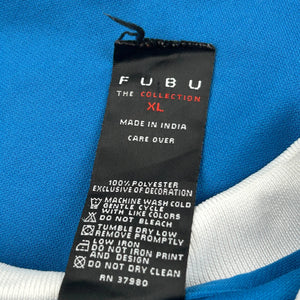 FUBU
THE COLLECTION
XL
MADE IN INDIA
CARE OVER
100% POLYESTER
EXCLUSIVE OF DECORATION
MACHINE WASH COLD
GENTLE CYCLE
WITH LIKE COLORS
DO NOT BLEACH
TUMBLE DRY LOW
REMOVE PROMPTLY
LOW IRON
DO NOT IRON
ON PRINT
DO NOT DRY CLEAN
RN 37980